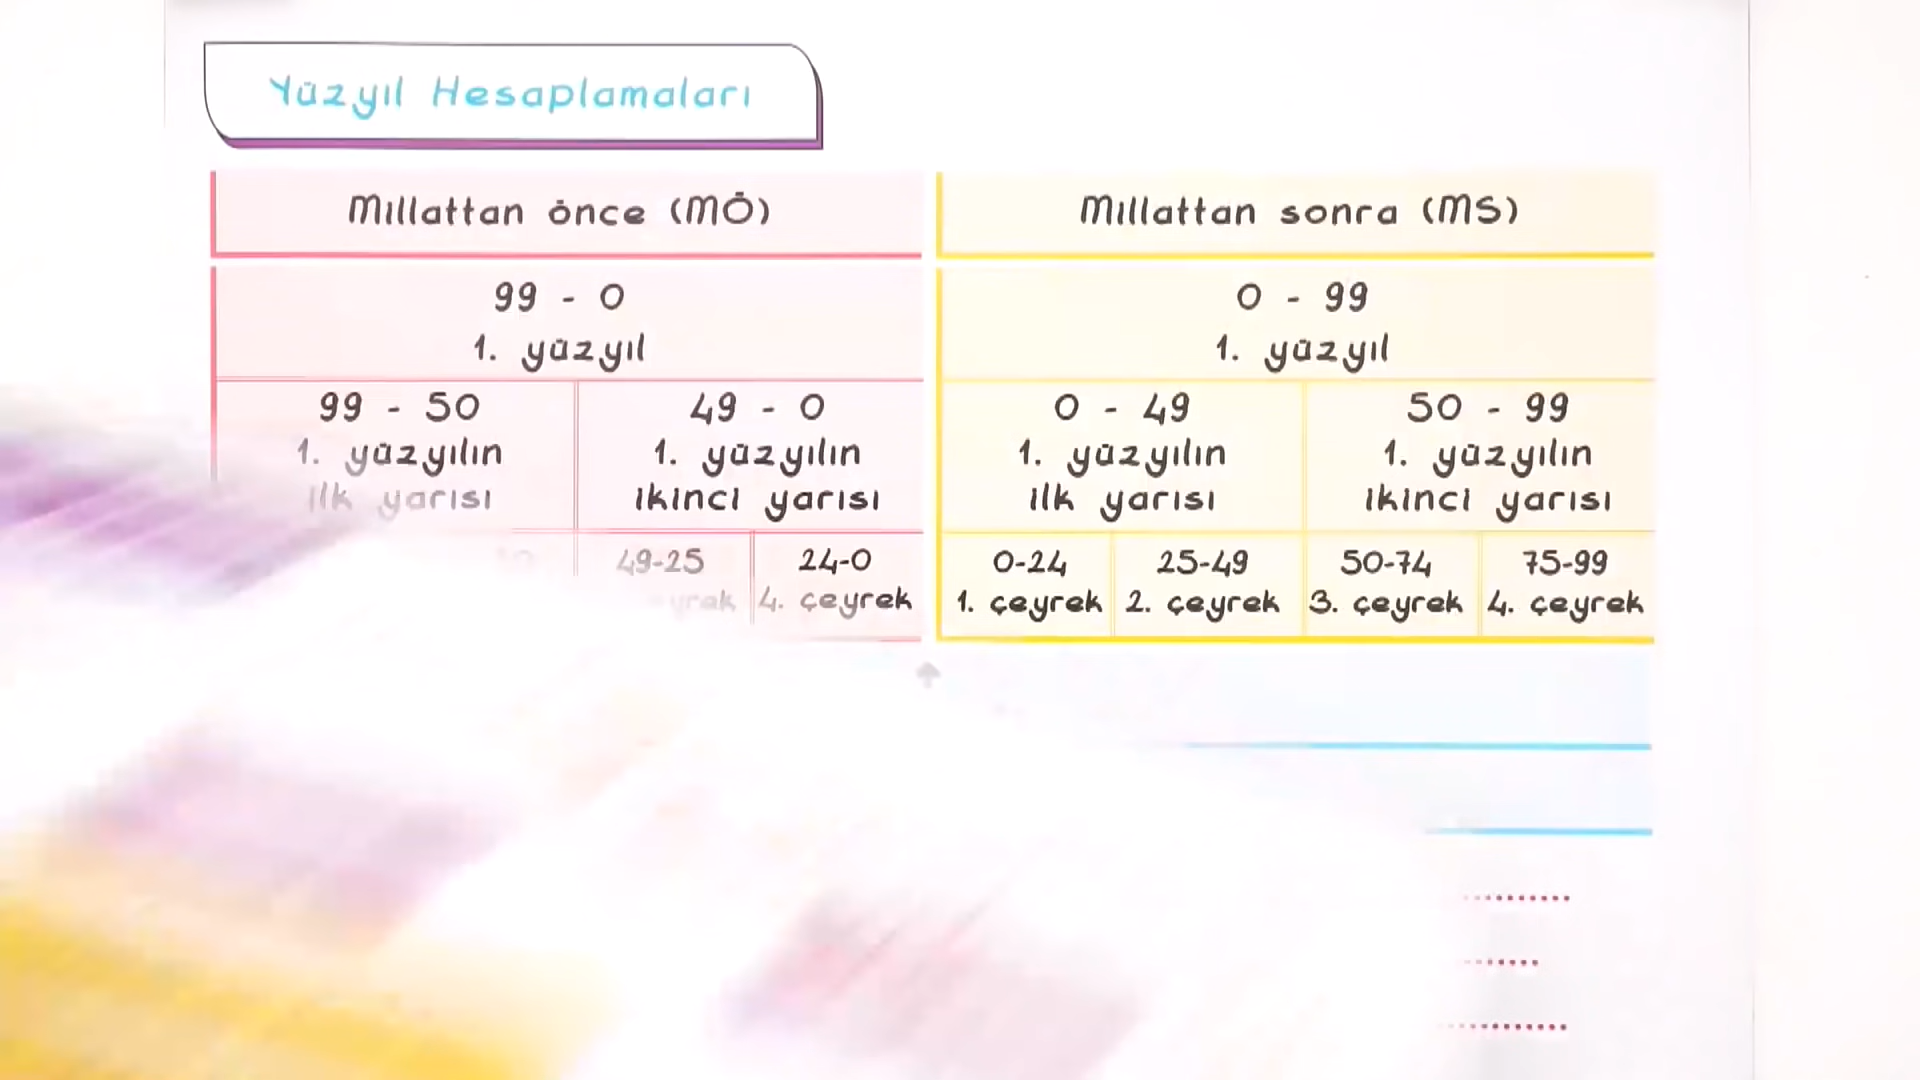 Yüzyıl Hesaplamaları
Millattan önce (MÖ)
99 - 0
1. yüzyıl
99 - 50
1. yüzyılın
ilk yarısı
49 - 0
1. yüzyılın
ikinci yarısı
49-25
24-0
4. çeyrek
Millattan sonra (MS)
0 - 99
1. yüzyıl
0 - 49
1. yüzyılın
ilk yarısı
50 - 99
1. yüzyılın
ikinci yarısı
0-24
1. çeyrek
25-49
2. çeyrek
50-74
3. çeyrek
75-99
4. çeyrek